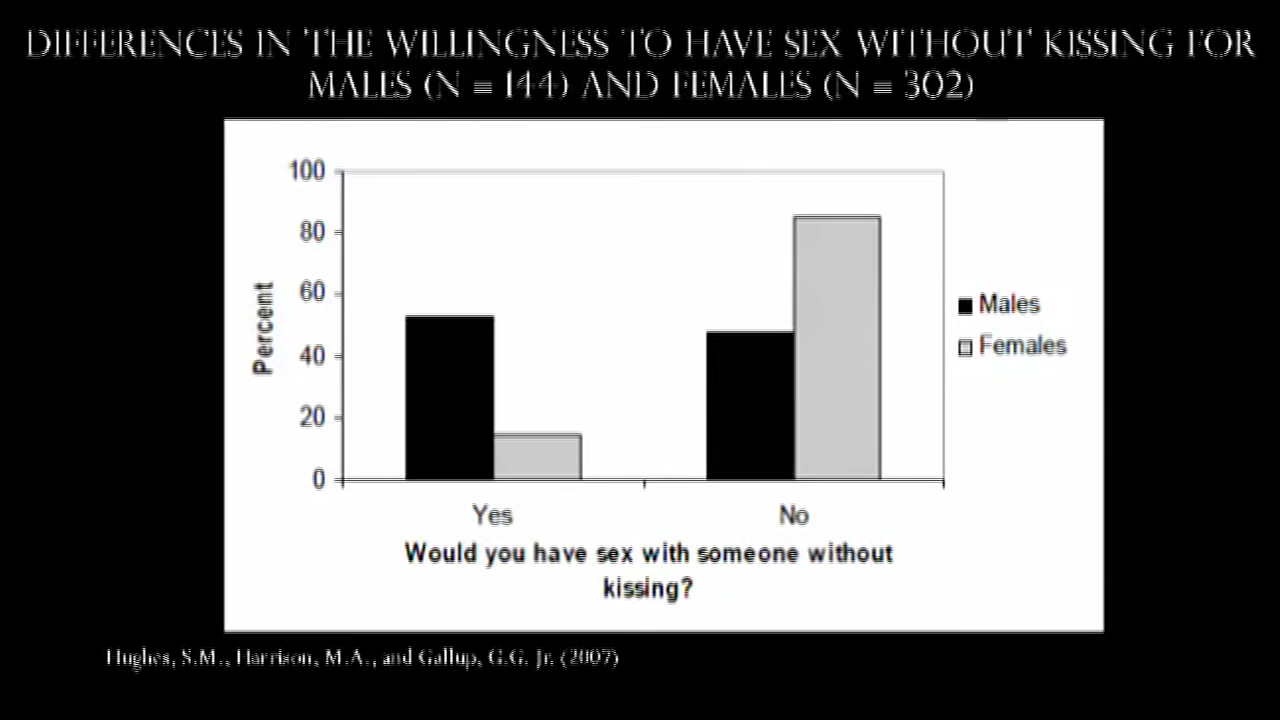 DIFFERENCES IN THE WILLINGNESS TO HAVE SEX WITHOUT KISSING FOR
MALES (N = 144) AND FEMALES (N = 302)
100
80
60
40
20
0
Percent
Yes
No
Would you have sex with someone without
kissing?
Males
Females
Hughes, S.M., Harrison, M.A., and Gallup, G.G. Jr. (2007)